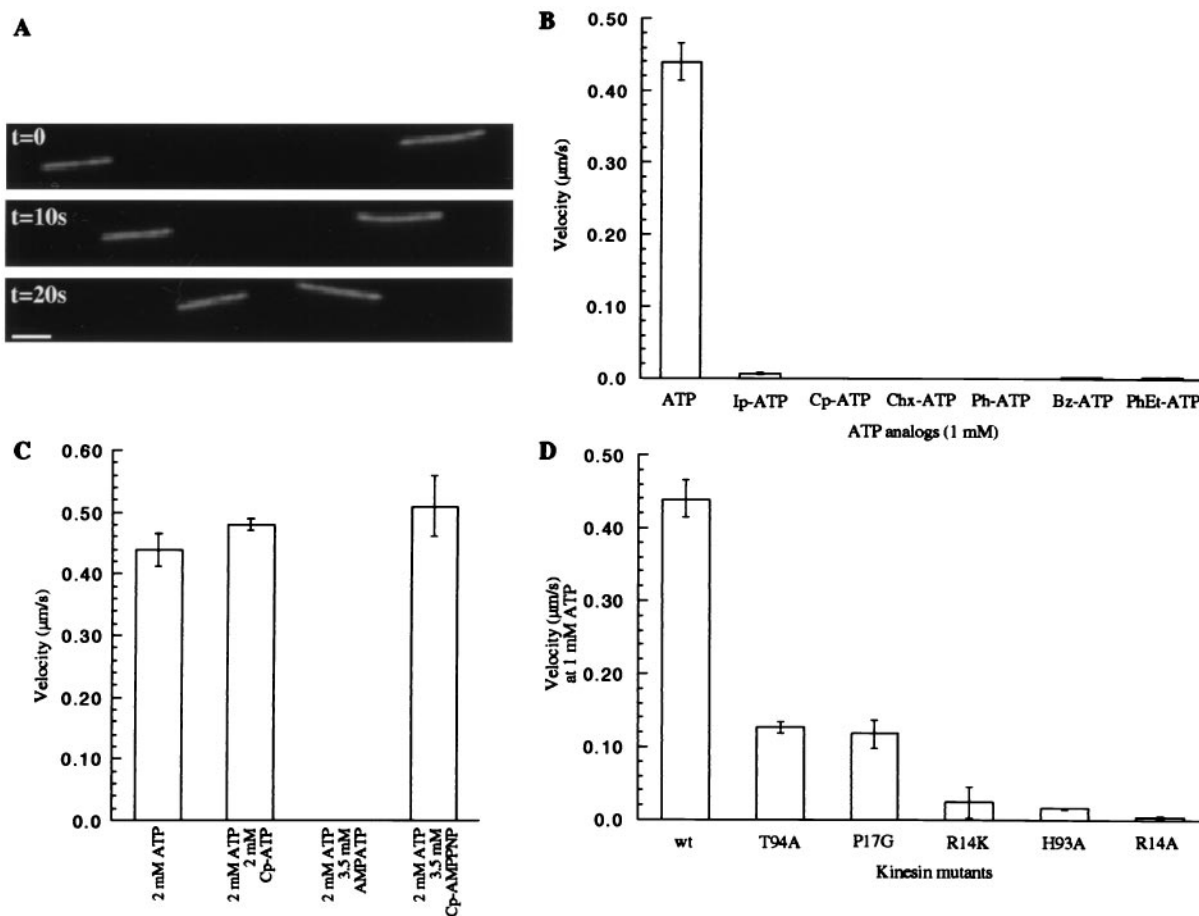 A
t=0
t=10s
t=20s
B
0.50
0.40
0.30
0.20
0.10
0.0
Velocity (µm/s)
ATP Ip-ATP Cp-ATP Chx-ATP Ph-ATP Bz-ATP PhEt-ATP
ATP analogs (1 mM)
C
0.60
0.50
0.40
0.30
0.20
0.10
0.00
Velocity (µm/s)
2 mM ATP
2 mM ATP
2 mM
Cp-ATP
2 mM ATP
3.5 mM
AMPATP
2 mM ATP
3.5 mM
Cp-AMPPNP
D
0.50
0.40
0.30
0.20
0.10
0.0
Velocity (µm/s)
at 1 mM ATP
wt T94A P17G R14K H93A R14A
Kinesin mutants